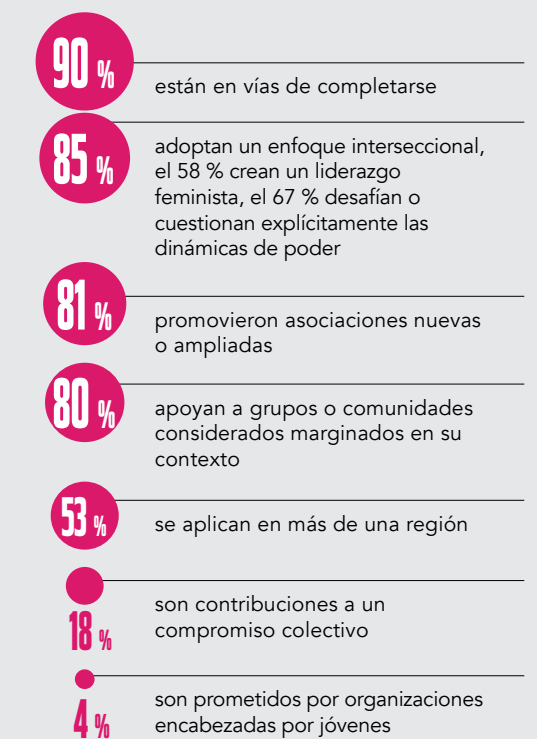 90 %
están en vías de completarse
85 %
adoptan un enfoque interseccional,
el 58 % crean un liderazgo
feminista, el 67 % desafían o
cuestionan explícitamente las
dinámicas de poder
81 %
promovieron asociaciones nuevas
o ampliadas
80 %
apoyan a grupos o comunidades
considerados marginados en su
contexto
53 %
se aplican en más de una región
18 %
son contribuciones a un
compromiso colectivo
4 %
son prometidos por organizaciones
encabezadas por jóvenes